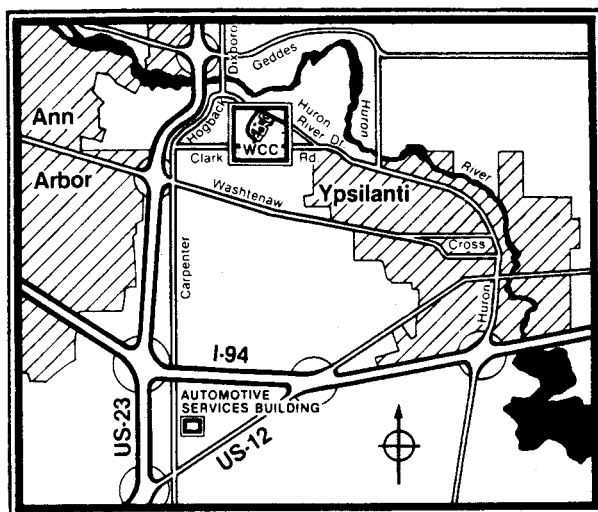 Dixboro
Geddes
Ann
Arbor
Hogback
Huron
River Dr.
Huron
WCC
Clark
Rd.
River
Ypsilanti
Washtenaw
Cross
Carpenter
Huron
I-94
AUTOMOTIVE
SERVICES BUILDING
US-23
US-12